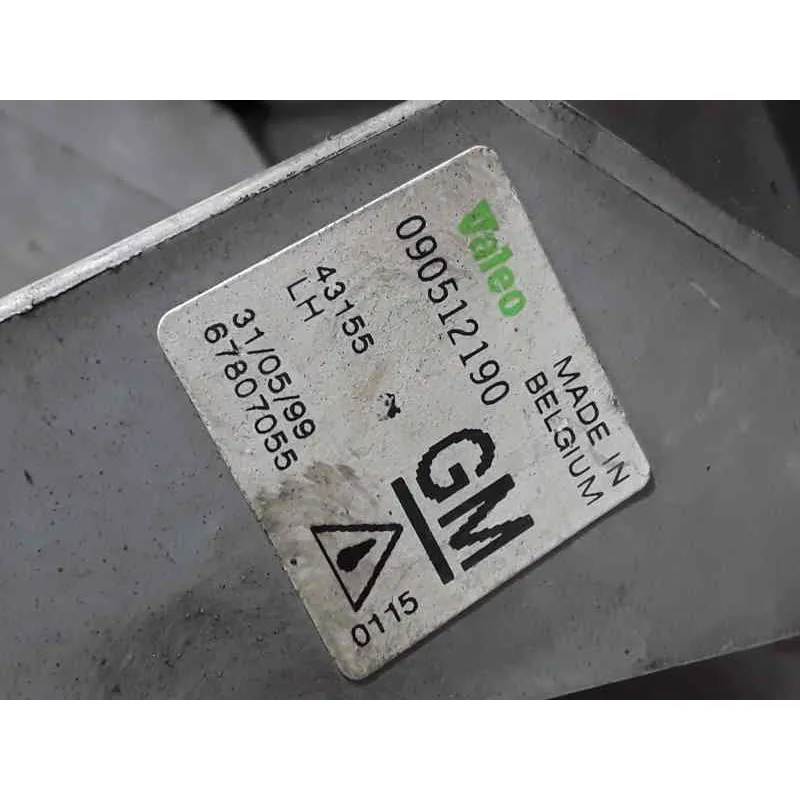 Valeo
090512190
MADE IN
BELGIUM
43155
LH
GM
31/05/99
67807055
0115